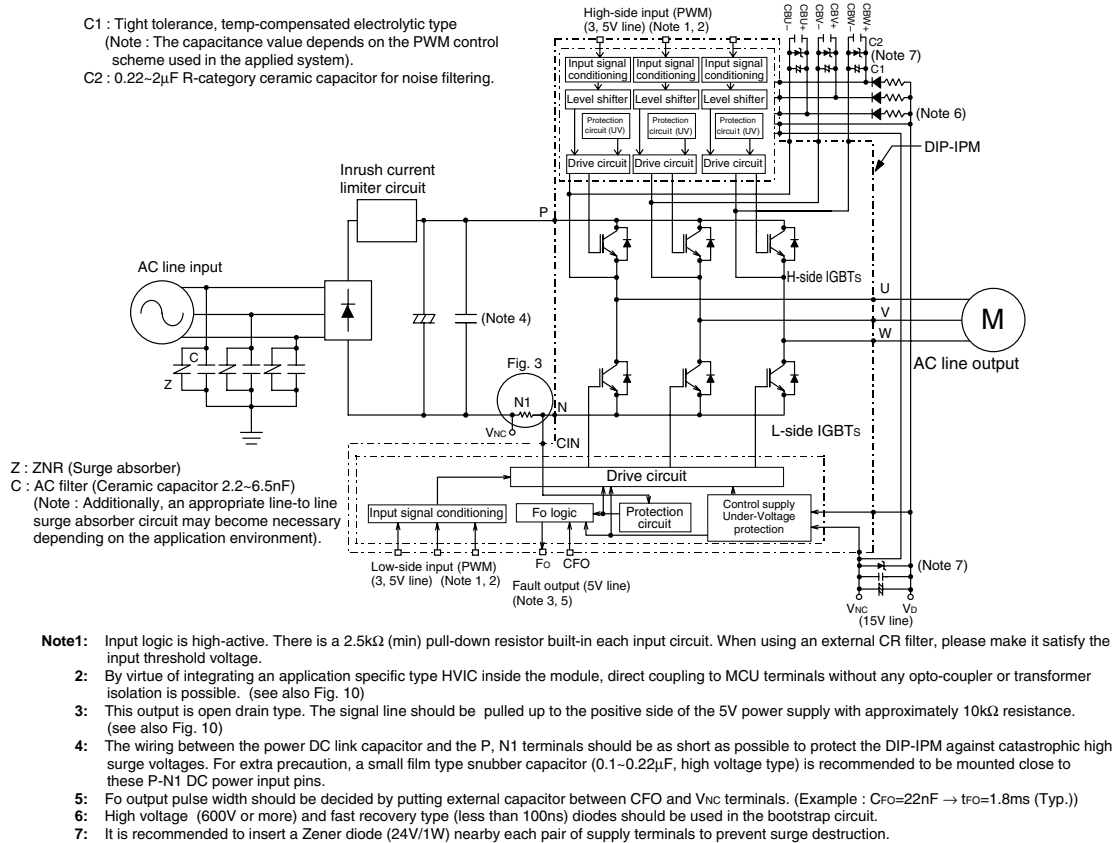 C1 : Tight tolerance, temp-compensated electrolytic type
(Note : The capacitance value depends on the PWM control
scheme used in the applied system).
C2 : 0.22~2μF R-category ceramic capacitor for noise filtering.
High-side input (PWM)
(3, 5V line) (Note 1, 2)
CBU−
CBU+
CBV−
CBV+
CBW−
CBW+
C2
(Note 7)
C1
(Note 6)
Input signal conditioning
Input signal conditioning
Input signal conditioning
Level shifter
Level shifter
Level shifter
Protection circuit (UV)
Protection circuit (UV)
Protection circuit (UV)
Drive circuit
Drive circuit
Drive circuit
DIP-IPM
Inrush current
limiter circuit
P
AC line input
H-side IGBTs
U
V
W
M
AC line output
(Note 4)
C
Z
Fig. 3
N1
N
VNC
CIN
L-side IGBTs
Z : ZNR (Surge absorber)
C : AC filter (Ceramic capacitor 2.2~6.5nF)
(Note : Additionally, an appropriate line-to line
surge absorber circuit may become necessary
depending on the application environment).
Drive circuit
Input signal conditioning
Fo logic
Protection
circuit
Control supply
Under-Voltage
protection
Low-side input (PWM)
(3, 5V line) (Note 1, 2)
FO
CFO
Fault output (5V line)
(Note 3, 5)
(Note 7)
VNC
VD
(15V line)
Note1: Input logic is high-active. There is a 2.5kΩ (min) pull-down resistor built-in each input circuit. When using an external CR filter, please make it satisfy the
input threshold voltage.
2: By virtue of integrating an application specific type HVIC inside the module, direct coupling to MCU terminals without any opto-coupler or transformer
isolation is possible. (see also Fig. 10)
3: This output is open drain type. The signal line should be pulled up to the positive side of the 5V power supply with approximately 10kΩ resistance.
(see also Fig. 10)
4: The wiring between the power DC link capacitor and the P, N1 terminals should be as short as possible to protect the DIP-IPM against catastrophic high
surge voltages. For extra precaution, a small film type snubber capacitor (0.1~0.22μF, high voltage type) is recommended to be mounted close to
these P-N1 DC power input pins.
5: Fo output pulse width should be decided by putting external capacitor between CFO and VNC terminals. (Example : CFO=22nF → tFO=1.8ms (Typ.))
6: High voltage (600V or more) and fast recovery type (less than 100ns) diodes should be used in the bootstrap circuit.
7: It is recommended to insert a Zener diode (24V/1W) nearby each pair of supply terminals to prevent surge destruction.